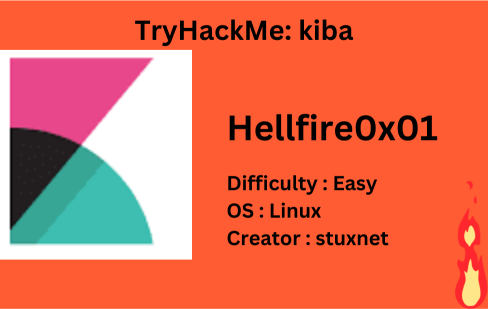 TryHackMe: kiba
Hellfire0x01
Difficulty : Easy
OS : Linux
Creator : stuxnet